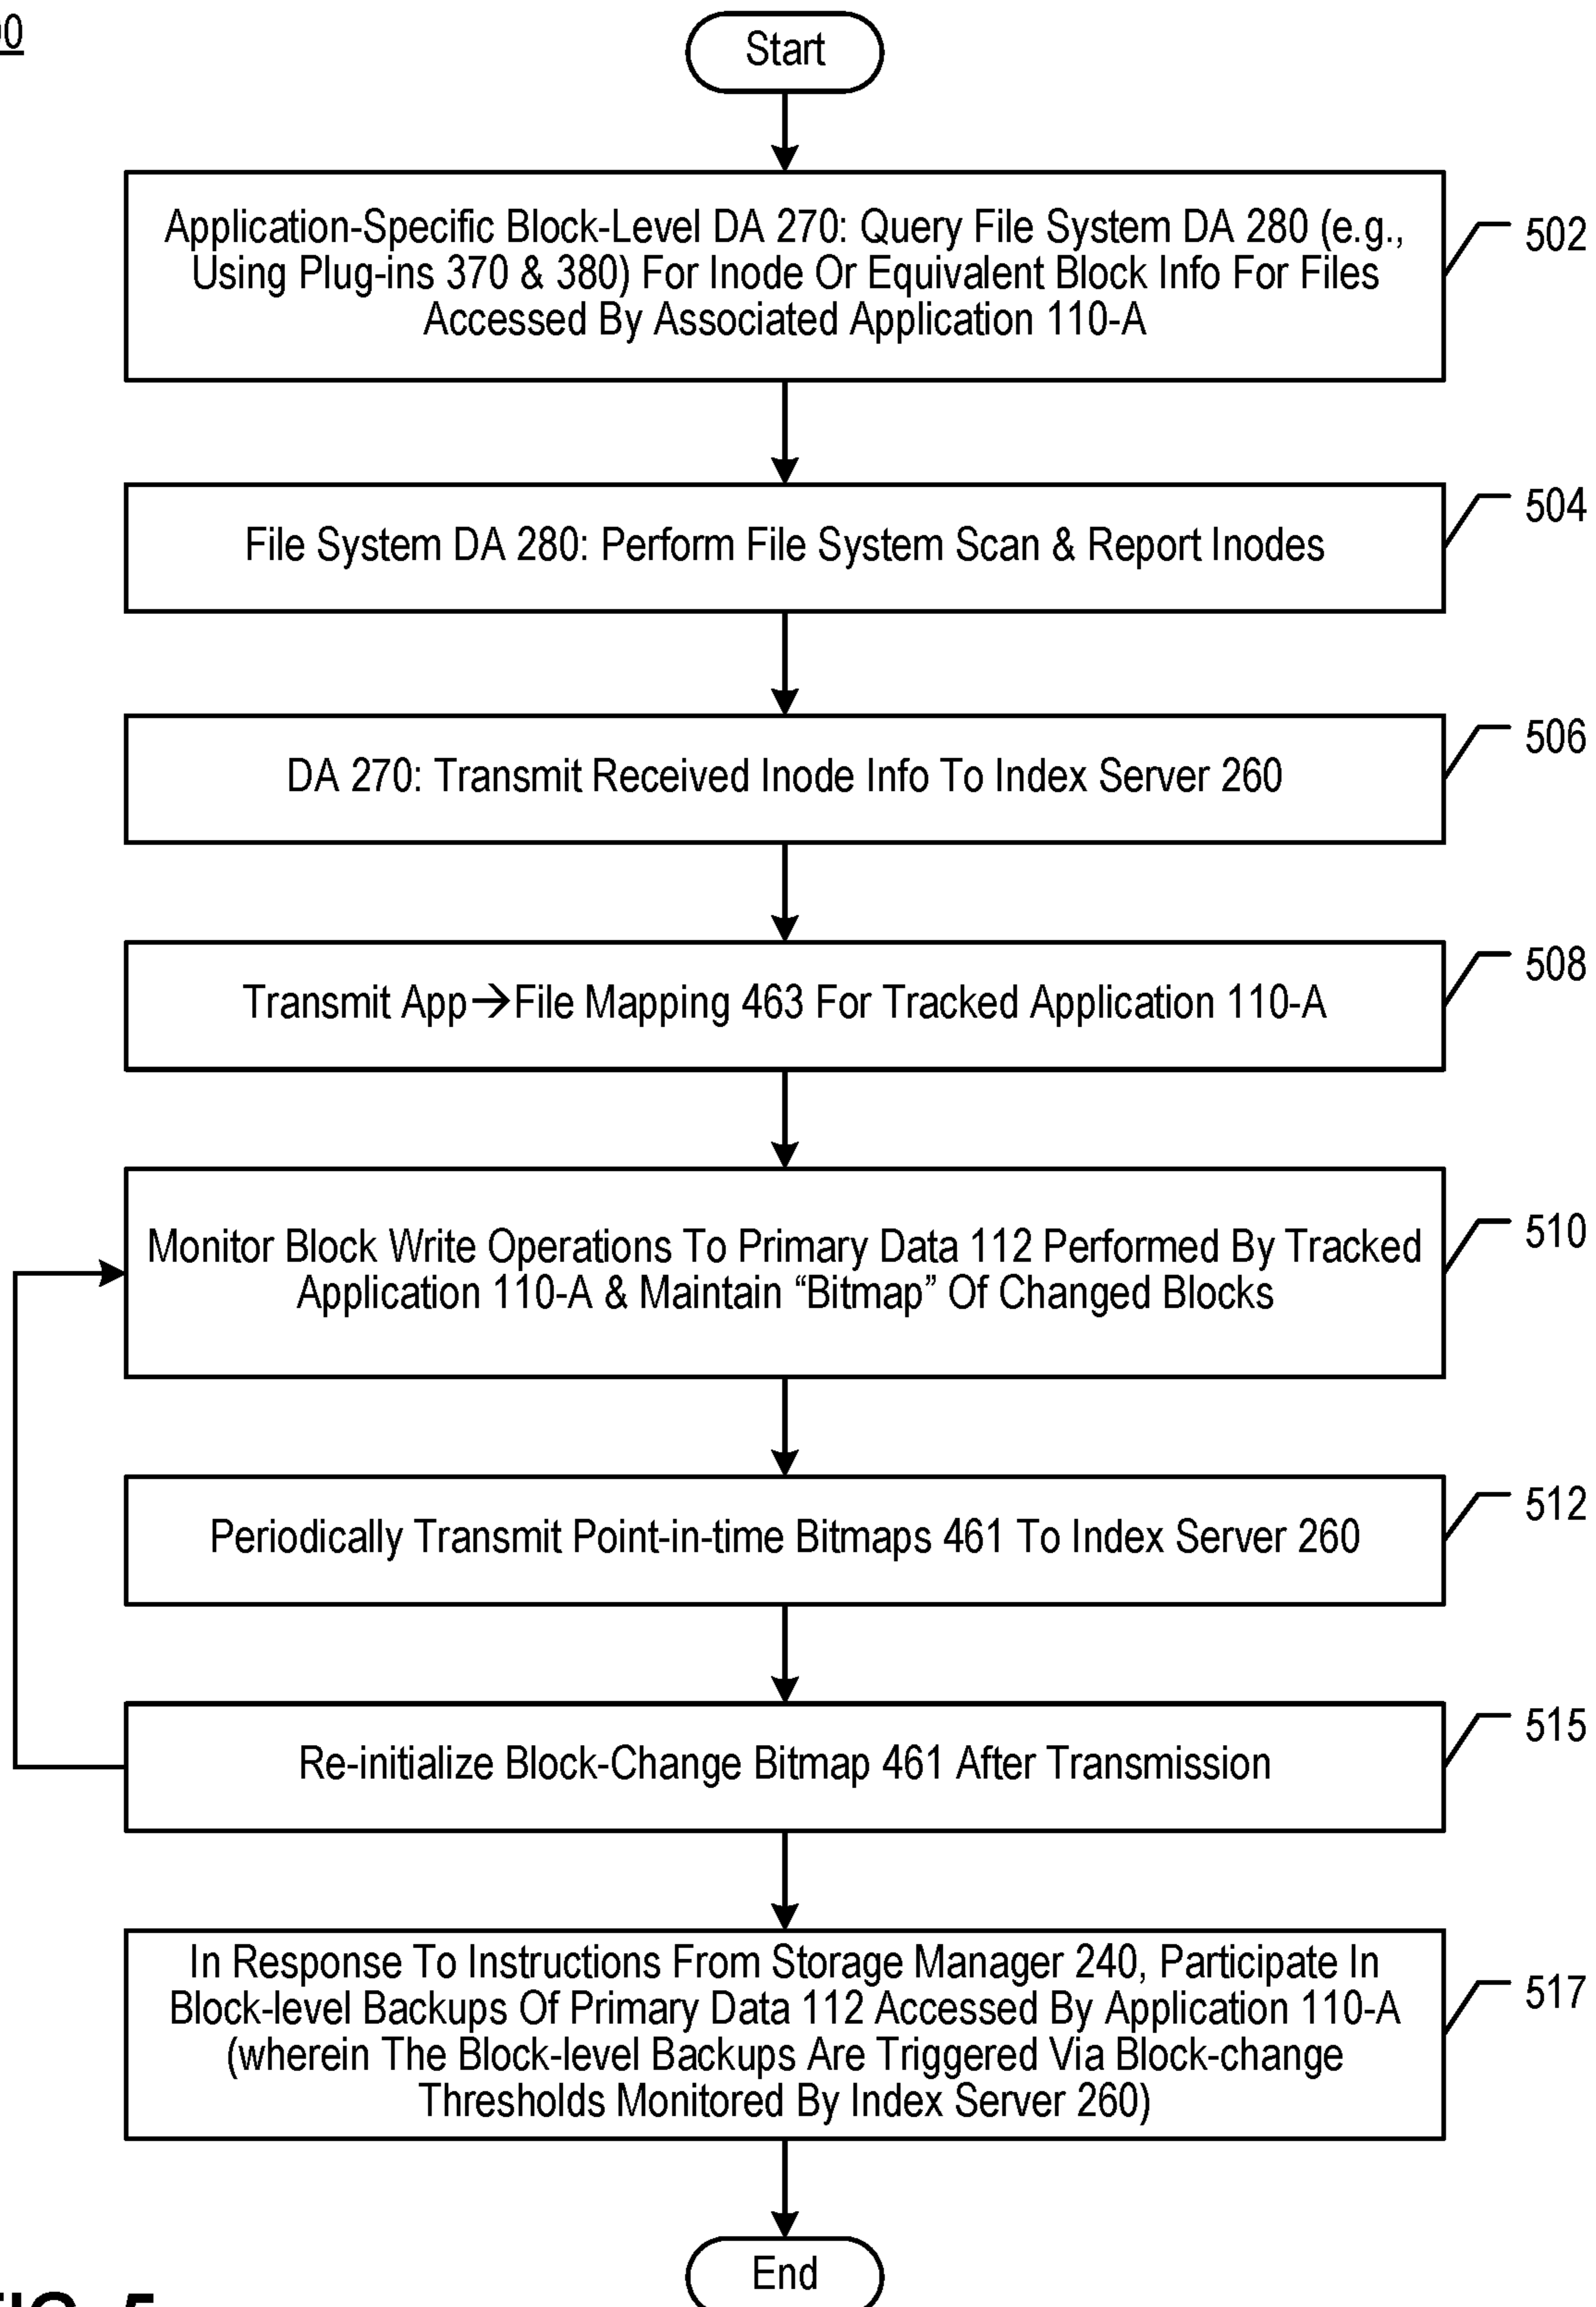 Start
Application-Specific Block-Level DA 270: Query File System DA 280 (e.g.,
Using Plug-ins 370 & 380) For Inode Or Equivalent Block Info For Files
Accessed By Associated Application 110-A
502
File System DA 280: Perform File System Scan & Report Inodes
504
DA 270: Transmit Received Inode Info To Index Server 260
506
Transmit App→File Mapping 463 For Tracked Application 110-A
508
Monitor Block Write Operations To Primary Data 112 Performed By Tracked
Application 110-A & Maintain “Bitmap” Of Changed Blocks
510
Periodically Transmit Point-in-time Bitmaps 461 To Index Server 260
512
Re-initialize Block-Change Bitmap 461 After Transmission
515
In Response To Instructions From Storage Manager 240, Participate In
Block-level Backups Of Primary Data 112 Accessed By Application 110-A
(wherein The Block-level Backups Are Triggered Via Block-change
Thresholds Monitored By Index Server 260)
517
End